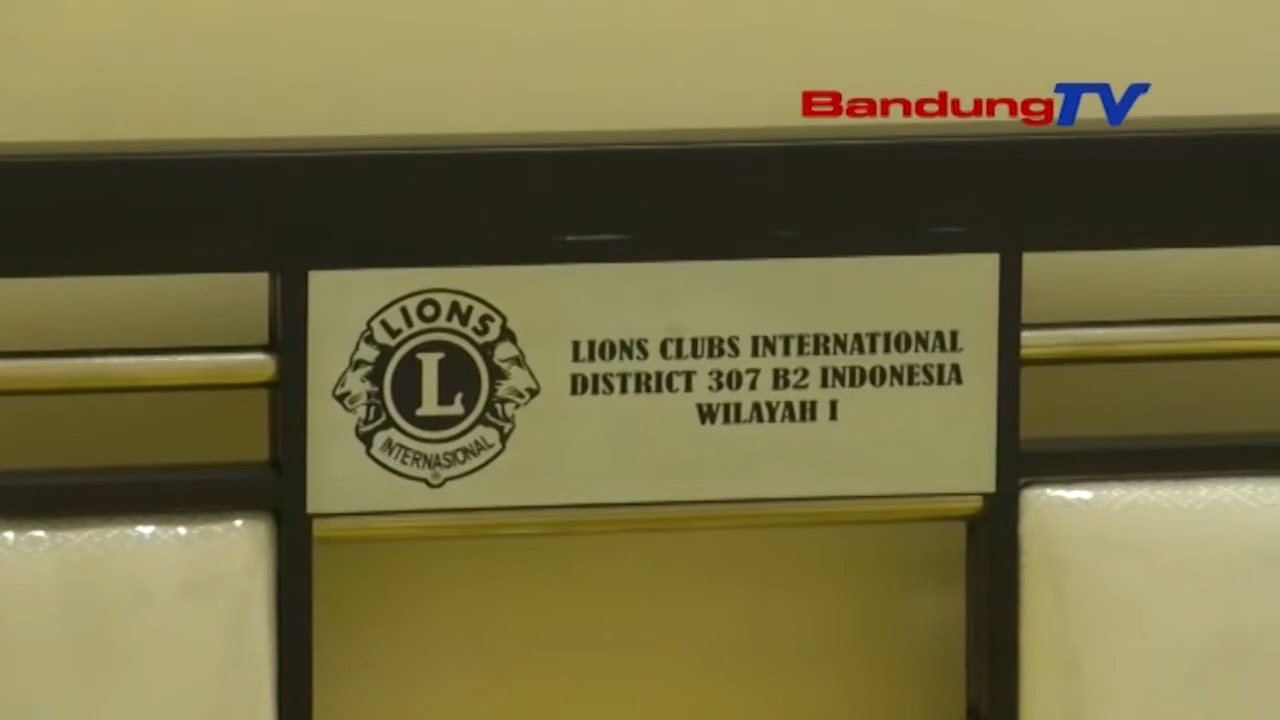 BandungTV
LIONS
L
INTERNASIONAL
LIONS CLUBS INTERNATIONAL
DISTRICT 307 B2 INDONESIA
WILAYAH I